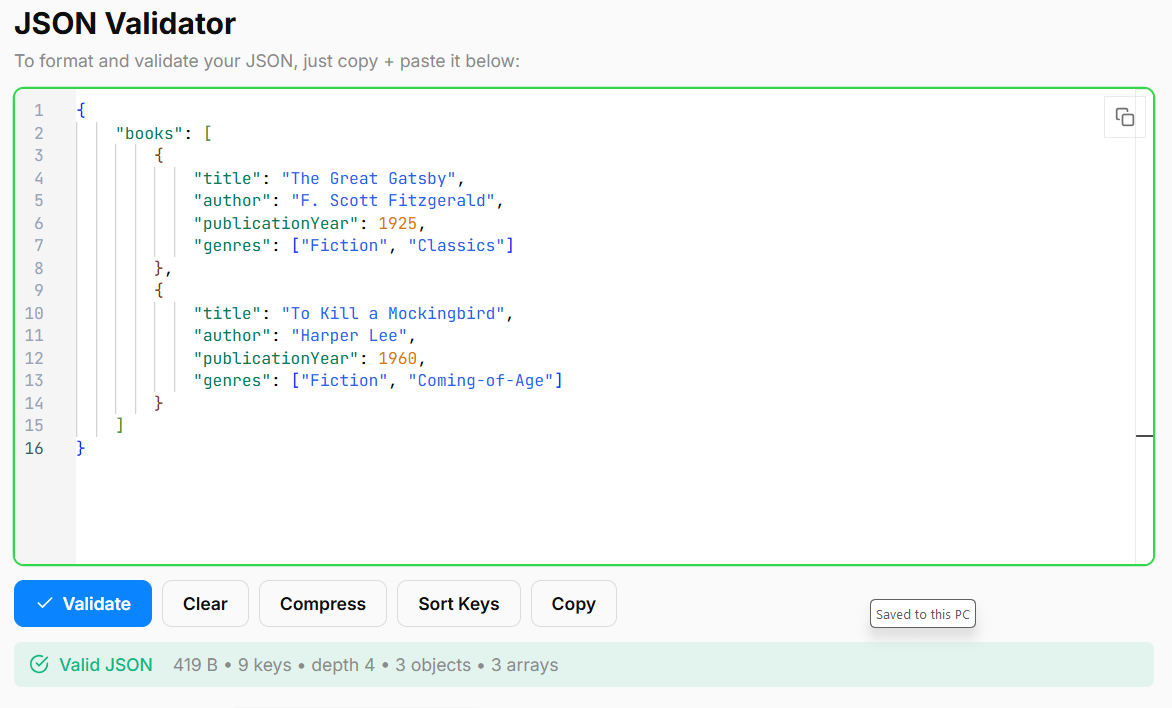 JSON Validator
To format and validate your JSON, just copy + paste it below:
1 {
2     "books": [
3         {
4             "title": "The Great Gatsby",
5             "author": "F. Scott Fitzgerald",
6             "publicationYear": 1925,
7             "genres": ["Fiction", "Classics"]
8         },
9         {
10             "title": "To Kill a Mockingbird",
11             "author": "Harper Lee",
12             "publicationYear": 1960,
13             "genres": ["Fiction", "Coming-of-Age"]
14         }
15     ]
16 }
Validate Clear Compress Sort Keys Copy
Saved to this PC
Valid JSON 419 B • 9 keys • depth 4 • 3 objects • 3 arrays